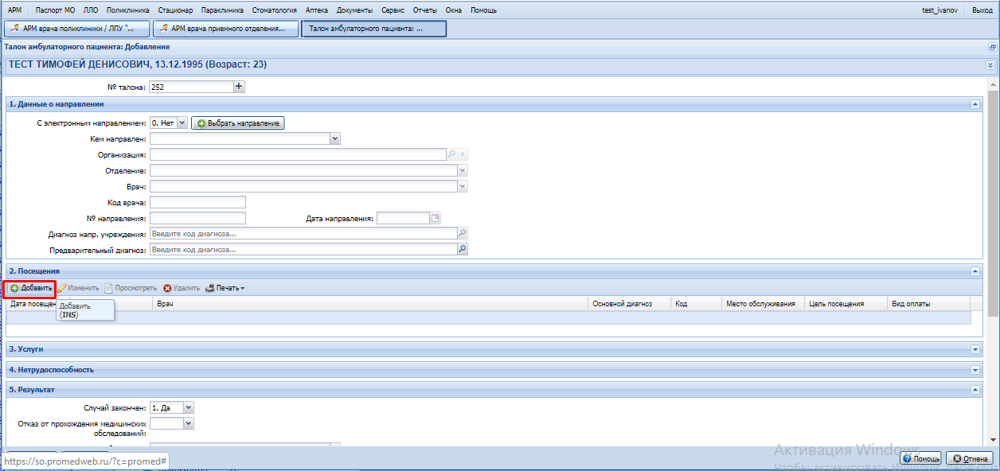 АРМ Паспорт МО ЛЛО Поликлиника Стационар Параклиника Стоматология Аптека Документы Сервис Отчеты Окна Помощь test_ivanov Выход
АРМ врача поликлиники / ЛПУ "... АРМ врача приемного отделения... Талон амбулаторного пациента: ...
Талон амбулаторного пациента: Добавление
ТЕСТ ТИМОФЕЙ ДЕНИСОВИЧ, 13.12.1995 (Возраст: 23)
№ талона: 252
1. Данные о направлении
С электронным направлением: 0. Нет Выбрать направление
Кем направлен:
Организация:
Отделение:
Врач:
Код врача:
№ направления: Дата направления:
Диагноз напр. учреждения: Введите код диагноза...
Предварительный диагноз: Введите код диагноза...
2. Посещения
Добавить Изменить Просмотреть Удалить Печать
Дата посещен Врач Основной диагноз Код Место обслуживания Цель посещения Вид оплаты
Добавить
(INS)
3. Услуги
4. Нетрудоспособность
5. Результат
Случай закончен: 1. Да
Отказ от прохождения медицинских
обследований:
Активация Windows
https://so.promedweb.ru/?c=promed# Помощь Отмена
Чтобы активировать Windows, перейдит